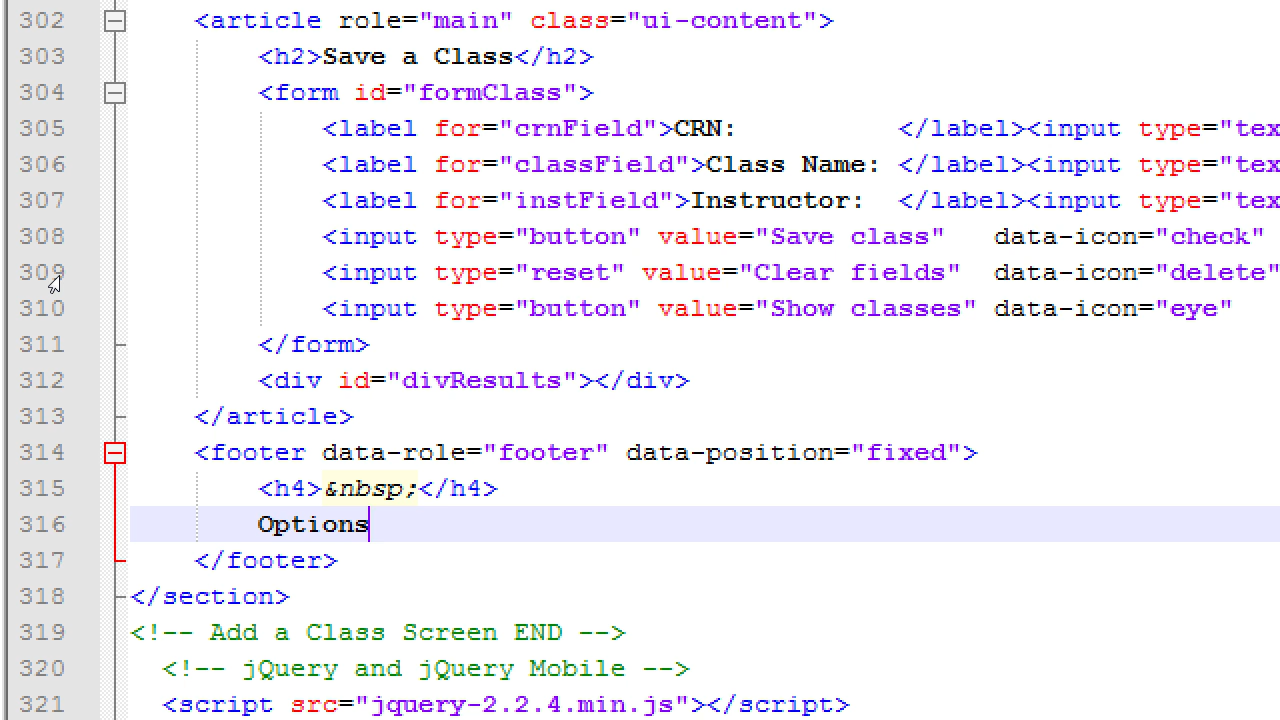 302 <article role="main" class="ui-content">
303 <h2>Save a Class</h2>
304 <form id="formClass">
305 <label for="crnField">CRN: </label><input type="tex
306 <label for="classField">Class Name: </label><input type="tex
307 <label for="instField">Instructor: </label><input type="tex
308 <input type="button" value="Save class" data-icon="check"
309 <input type="reset" value="Clear fields" data-icon="delete"
310 <input type="button" value="Show classes" data-icon="eye"
311 </form>
312 <div id="divResults"></div>
313 </article>
314 <footer data-role="footer" data-position="fixed">
315 <h4>&nbsp;</h4>
316 Options
317 </footer>
318 </section>
319 <!-- Add a Class Screen END -->
320 <!-- jQuery and jQuery Mobile -->
321 <script src="jquery-2.2.4.min.js"></script>